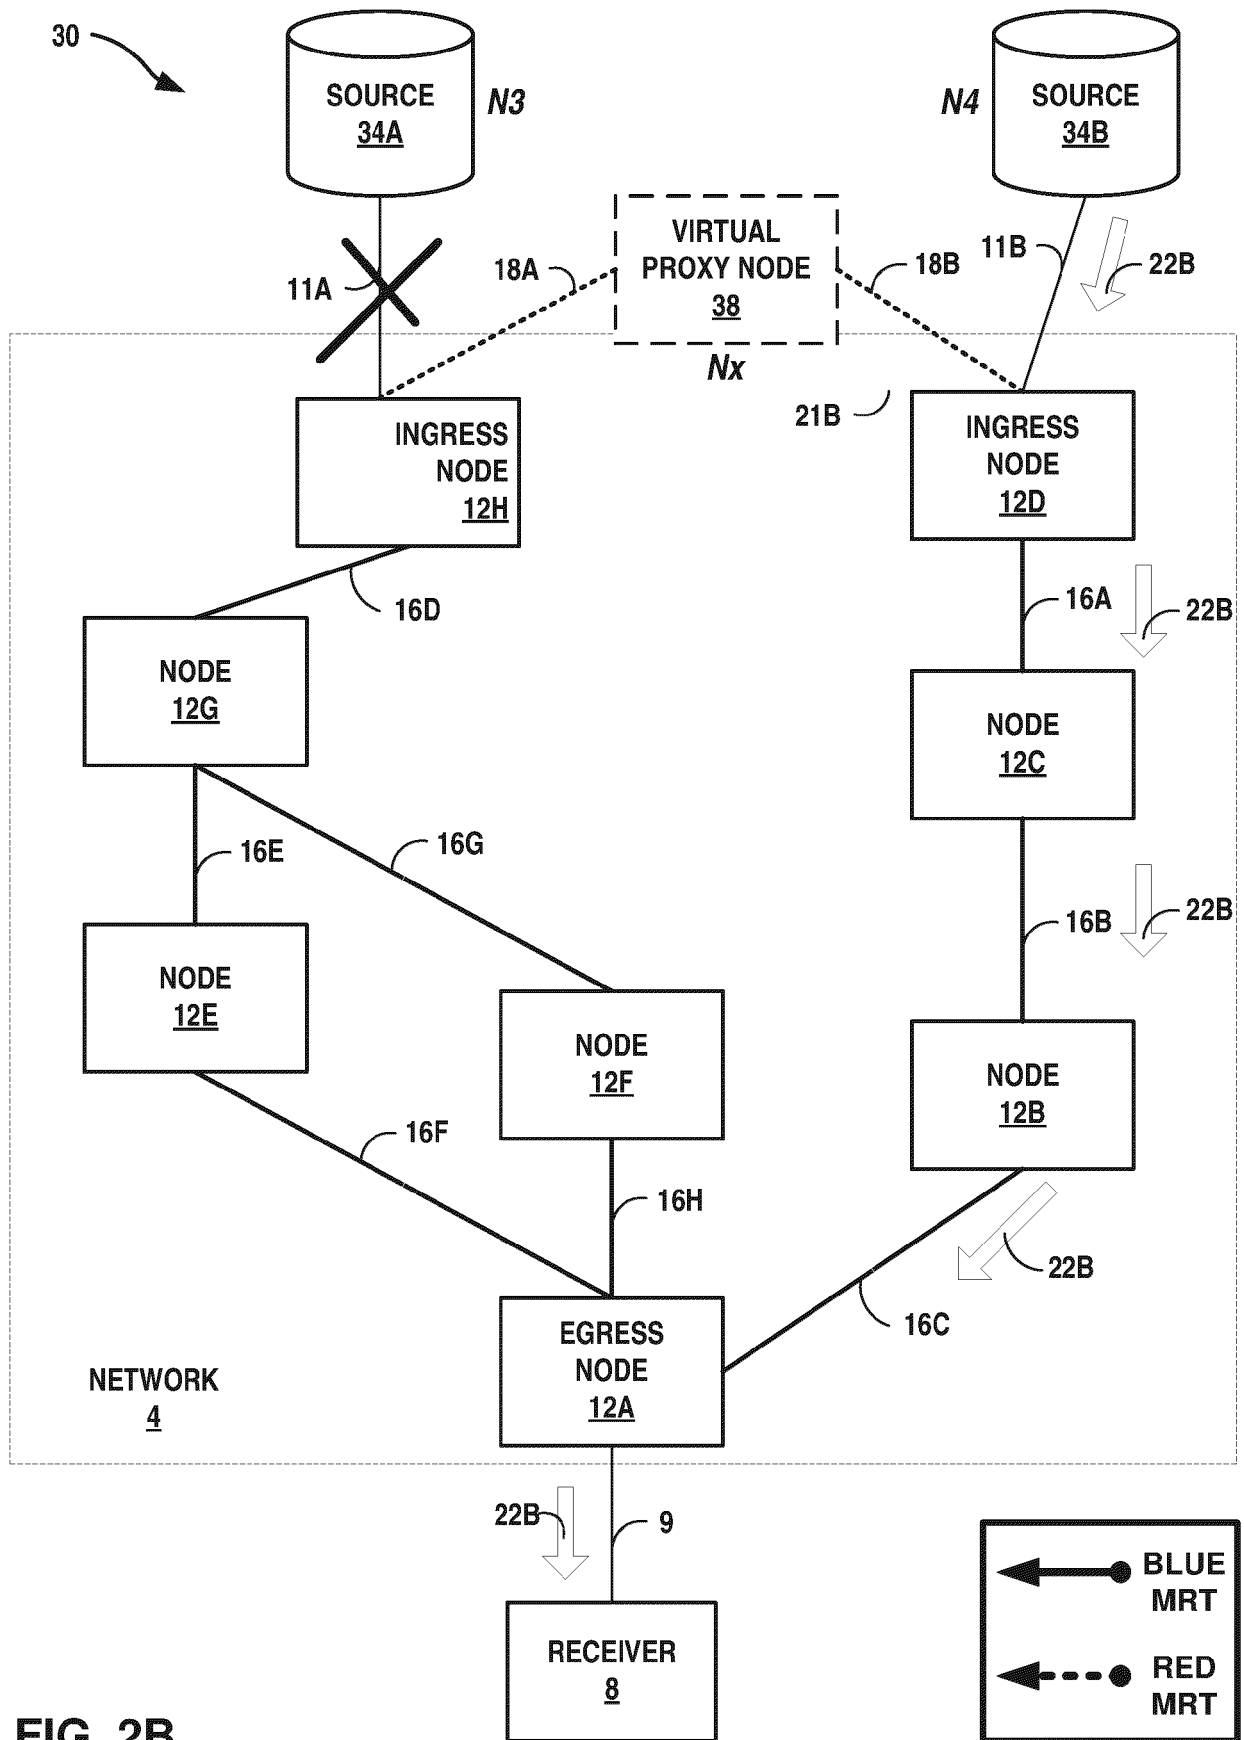 30
SOURCE
34A
N3
N4
SOURCE
34B
VIRTUAL
PROXY NODE
38
Nx
11A
18A
18B
11B
22B
21B
INGRESS
NODE
12H
INGRESS
NODE
12D
16D
16A
22B
NODE
12G
NODE
12C
16E
16G
16B
22B
NODE
12E
NODE
12F
NODE
12B
16F
16H
22B
16C
EGRESS
NODE
12A
NETWORK
4
22B
9
RECEIVER
8
BLUE
MRT
RED
MRT
FIG. 2B